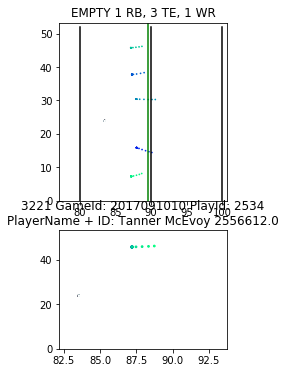 EMPTY 1 RB, 3 TE, 1 WR
50
40
30
20
10
0
80 85 90 95 100
3221 GameId: 2017091010 PlayId: 2534
PlayerName + ID: Tanner McEvoy 2556612.0
40
20
0
82.5 85.0 87.5 90.0 92.5